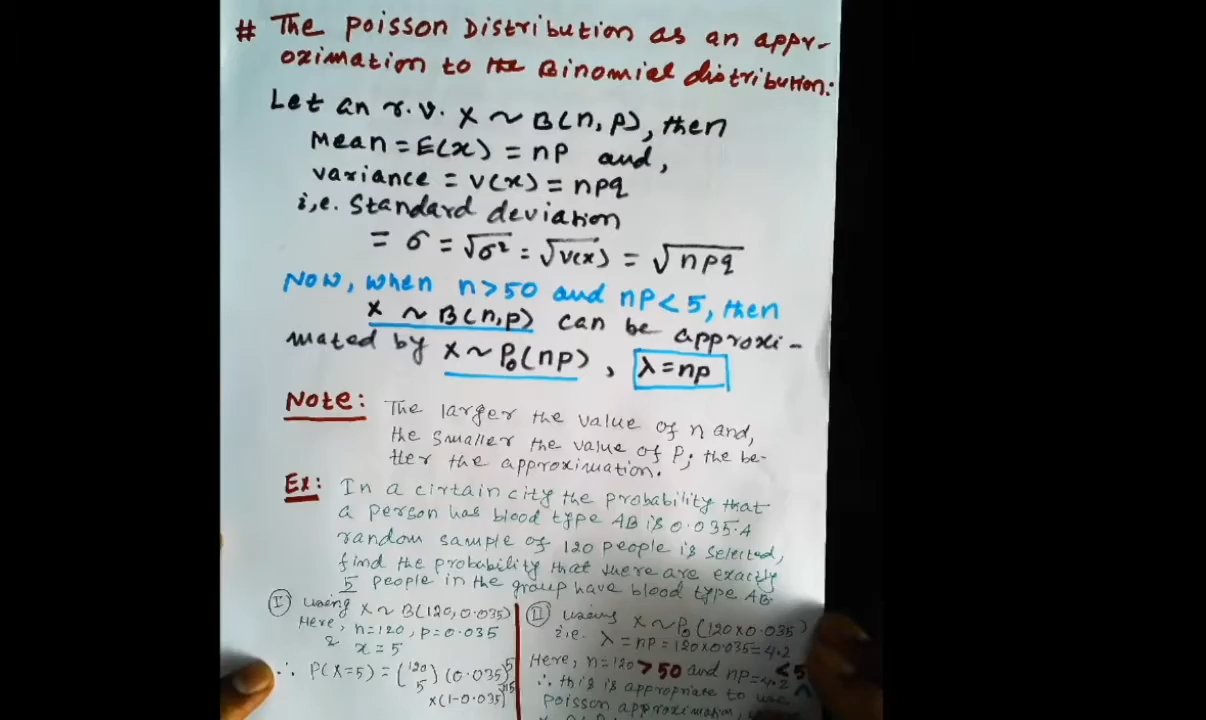 # The Poisson Distribution as an appr-
oximation to the Binomial distribution:
Let an r.v. X ~ B(n, p), then
Mean = E(x) = np and,
variance = V(x) = npq
i,e. Standard deviation
= σ = √σ² = √V(x) = √npq
Now, when n > 50 and np < 5, then
X ~ B(n,p) can be approxi-
mated by X ~ Po(np), λ = np
Note: The larger the value of n and,
the smaller the value of P; the be-
tter the approximation.
Ex: In a cirtain city the probability that
a person has blood type AB is 0.035. A
random sample of 120 people is selected,
find the probability that there are exactly
5 people in the group have blood type AB.
I using X ~ B(120, 0.035)
Here, n=120, p = 0.035
& x = 5
∴ P(X=5) = (120 5) (0.035)^5
×(1-0.035)^115
II using X ~ Po (120×0.035)
i.e. λ = np = 120×0.035 = 4.2
Here, n=120 > 50 and np = 4.2 < 5
∴ this is appropriate to use
Poisson approximation,